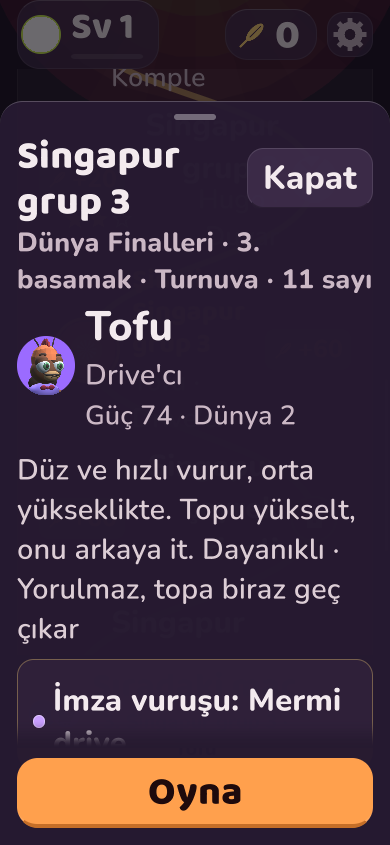 Sv 1
0
Komple
Singapur
grup 3
Kapat
Dünya Finalleri · 3.
basamak · Turnuva · 11 sayı
Tofu
Drive'cı
Güç 74 · Dünya 2
Düz ve hızlı vurur, orta
yükseklikte. Topu yükselt,
onu arkaya it. Dayanıklı ·
Yorulmaz, topa biraz geç
çıkar
İmza vuruşu: Mermi
drive
Oyna